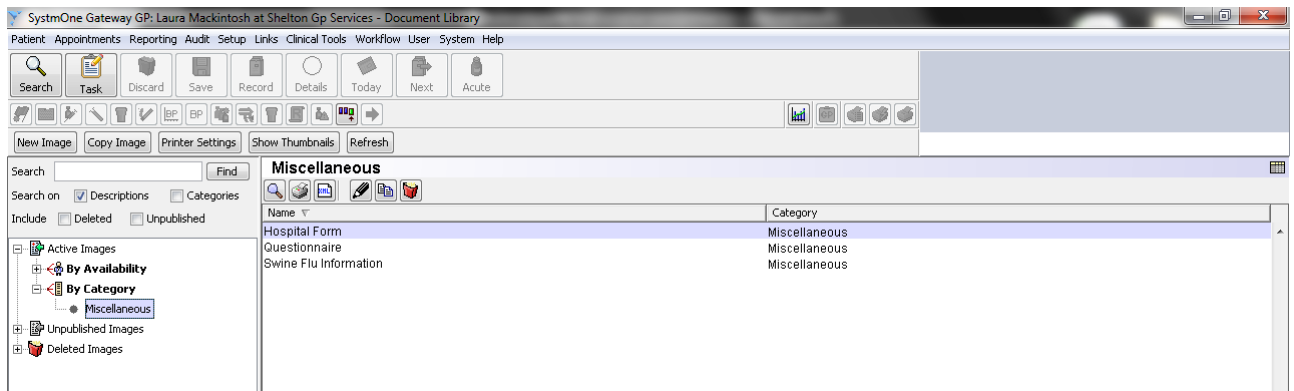 SystmOne Gateway GP: Laura Mackintosh at Shelton Gp Services - Document Library
Patient Appointments Reporting Audit Setup Links Clinical Tools Workflow User System Help
Search Task Discard Save Record Details Today Next Acute
BP BP
New Image Copy Image Printer Settings Show Thumbnails Refresh
Search Find
Search on Descriptions Categories
Include Deleted Unpublished
Active Images
By Availability
By Category
Miscellaneous
Unpublished Images
Deleted Images
Miscellaneous
XML
Name Category
Hospital Form Miscellaneous
Questionnaire Miscellaneous
Swine Flu Information Miscellaneous